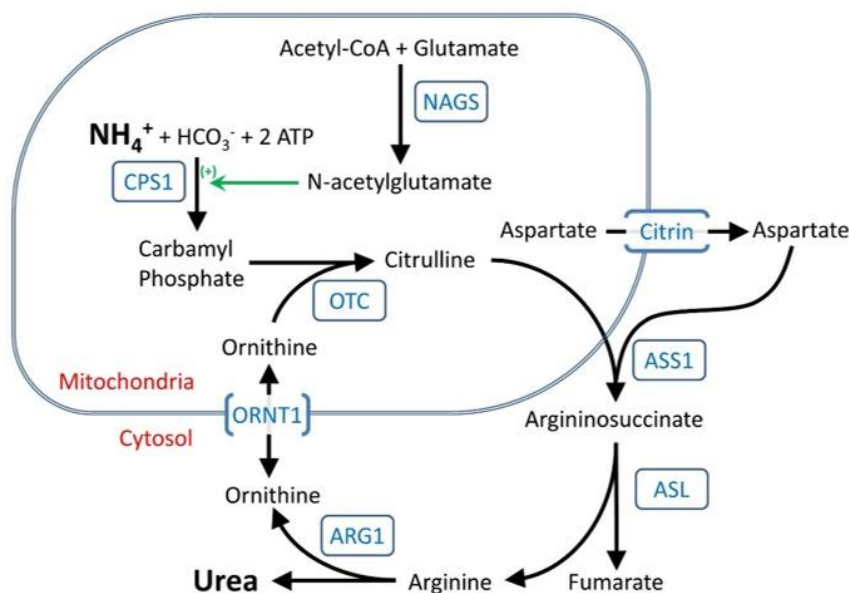 Acetyl-CoA + Glutamate
NAGS
NH₄⁺ + HCO₃⁻ + 2 ATP
CPS1
(+)
N-acetylglutamate
Aspartate
Citrin
Aspartate
Carbamyl
Phosphate
Citrulline
OTC
Ornithine
ASS1
Mitochondria
ORNT1
Cytosol
Argininosuccinate
Ornithine
ASL
ARG1
Urea
Arginine
Fumarate